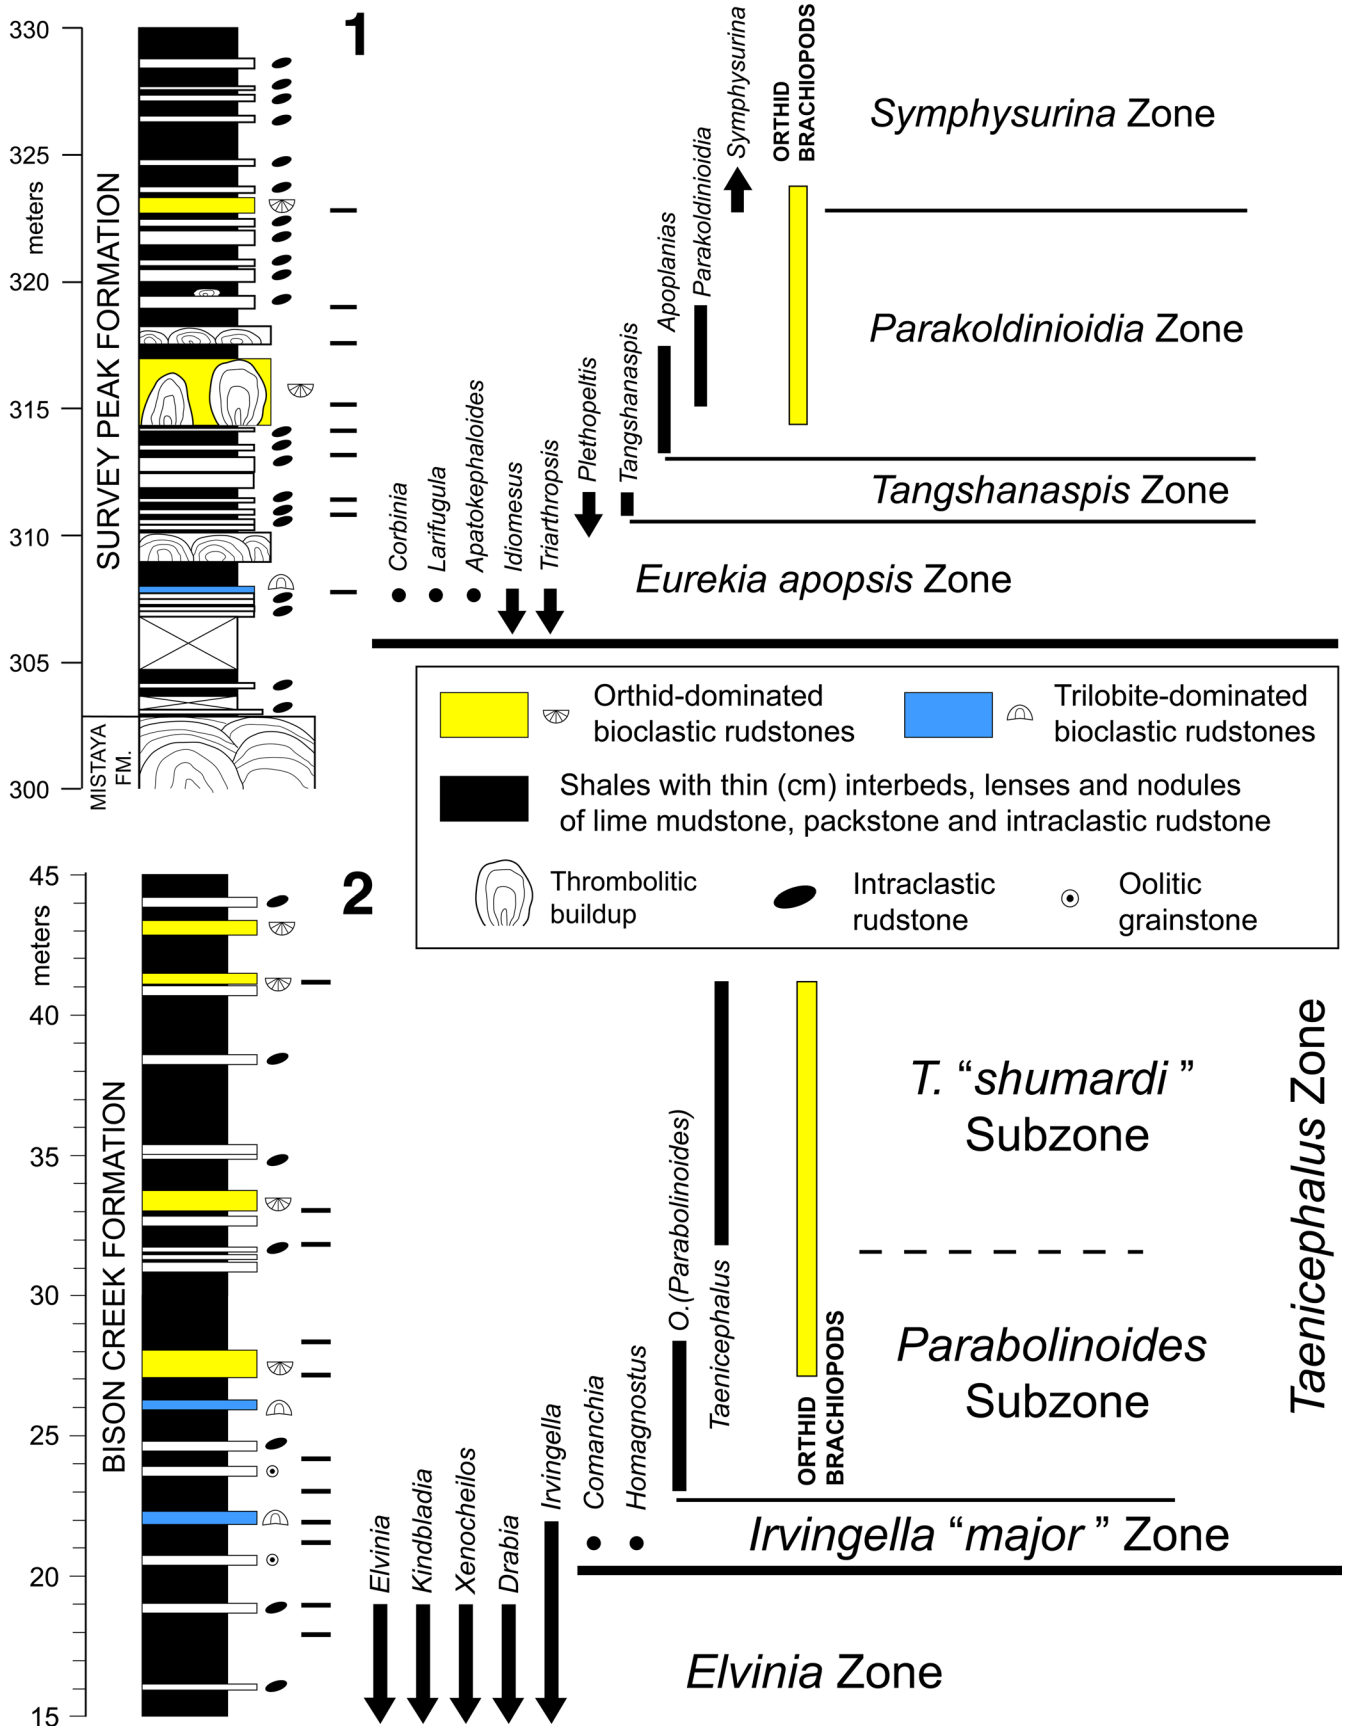 1
330
325
320
315
310
305
300
meters
SURVEY PEAK FORMATION
MISTAYA
FM.
Corbinia
Larifugula
Apatokephaloides
Idiomesus
Triarthropsis
Plethopeltis
Tangshanaspis
Apoplanias
Parakoldinioidia
Symphysurina
ORTHID
BRACHIOPODS
Symphysurina Zone
Parakoldinioidia Zone
Tangshanaspis Zone
Eurekia apopsis Zone
Orthid-dominated
bioclastic rudstones
Trilobite-dominated
bioclastic rudstones
Shales with thin (cm) interbeds, lenses and nodules
of lime mudstone, packstone and intraclastic rudstone
Thrombolitic
buildup
Intraclastic
rudstone
Oolitic
grainstone
2
45
40
35
30
25
20
15
meters
BISON CREEK FORMATION
Elvinia
Kindbladia
Xenocheilos
Drabia
Irvingella
Comanchia
Homagnostus
O.(Parabolinoides)
Taenicephalus
ORTHID
BRACHIOPODS
T. “shumardi ”
Subzone
Parabolinoides
Subzone
Taenicephalus Zone
Irvingella “major ” Zone
Elvinia Zone